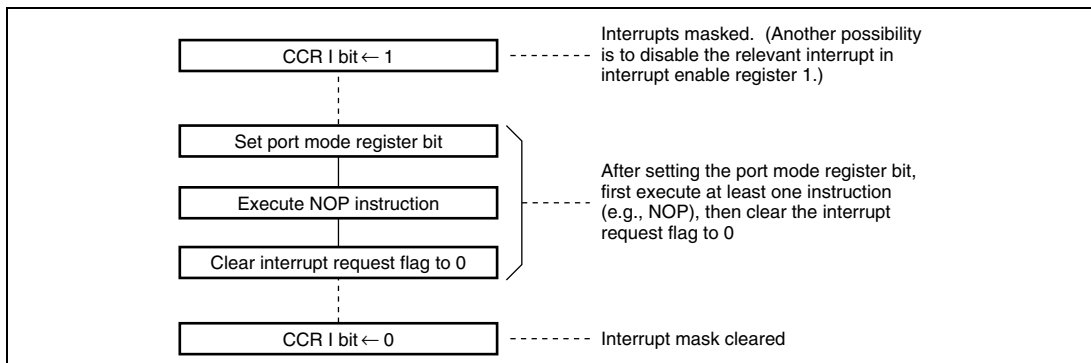 CCR I bit ← 1
Interrupts masked. (Another possibility
is to disable the relevant interrupt in
interrupt enable register 1.)
Set port mode register bit
Execute NOP instruction
Clear interrupt request flag to 0
After setting the port mode register bit,
first execute at least one instruction
(e.g., NOP), then clear the interrupt
request flag to 0
CCR I bit ← 0
Interrupt mask cleared